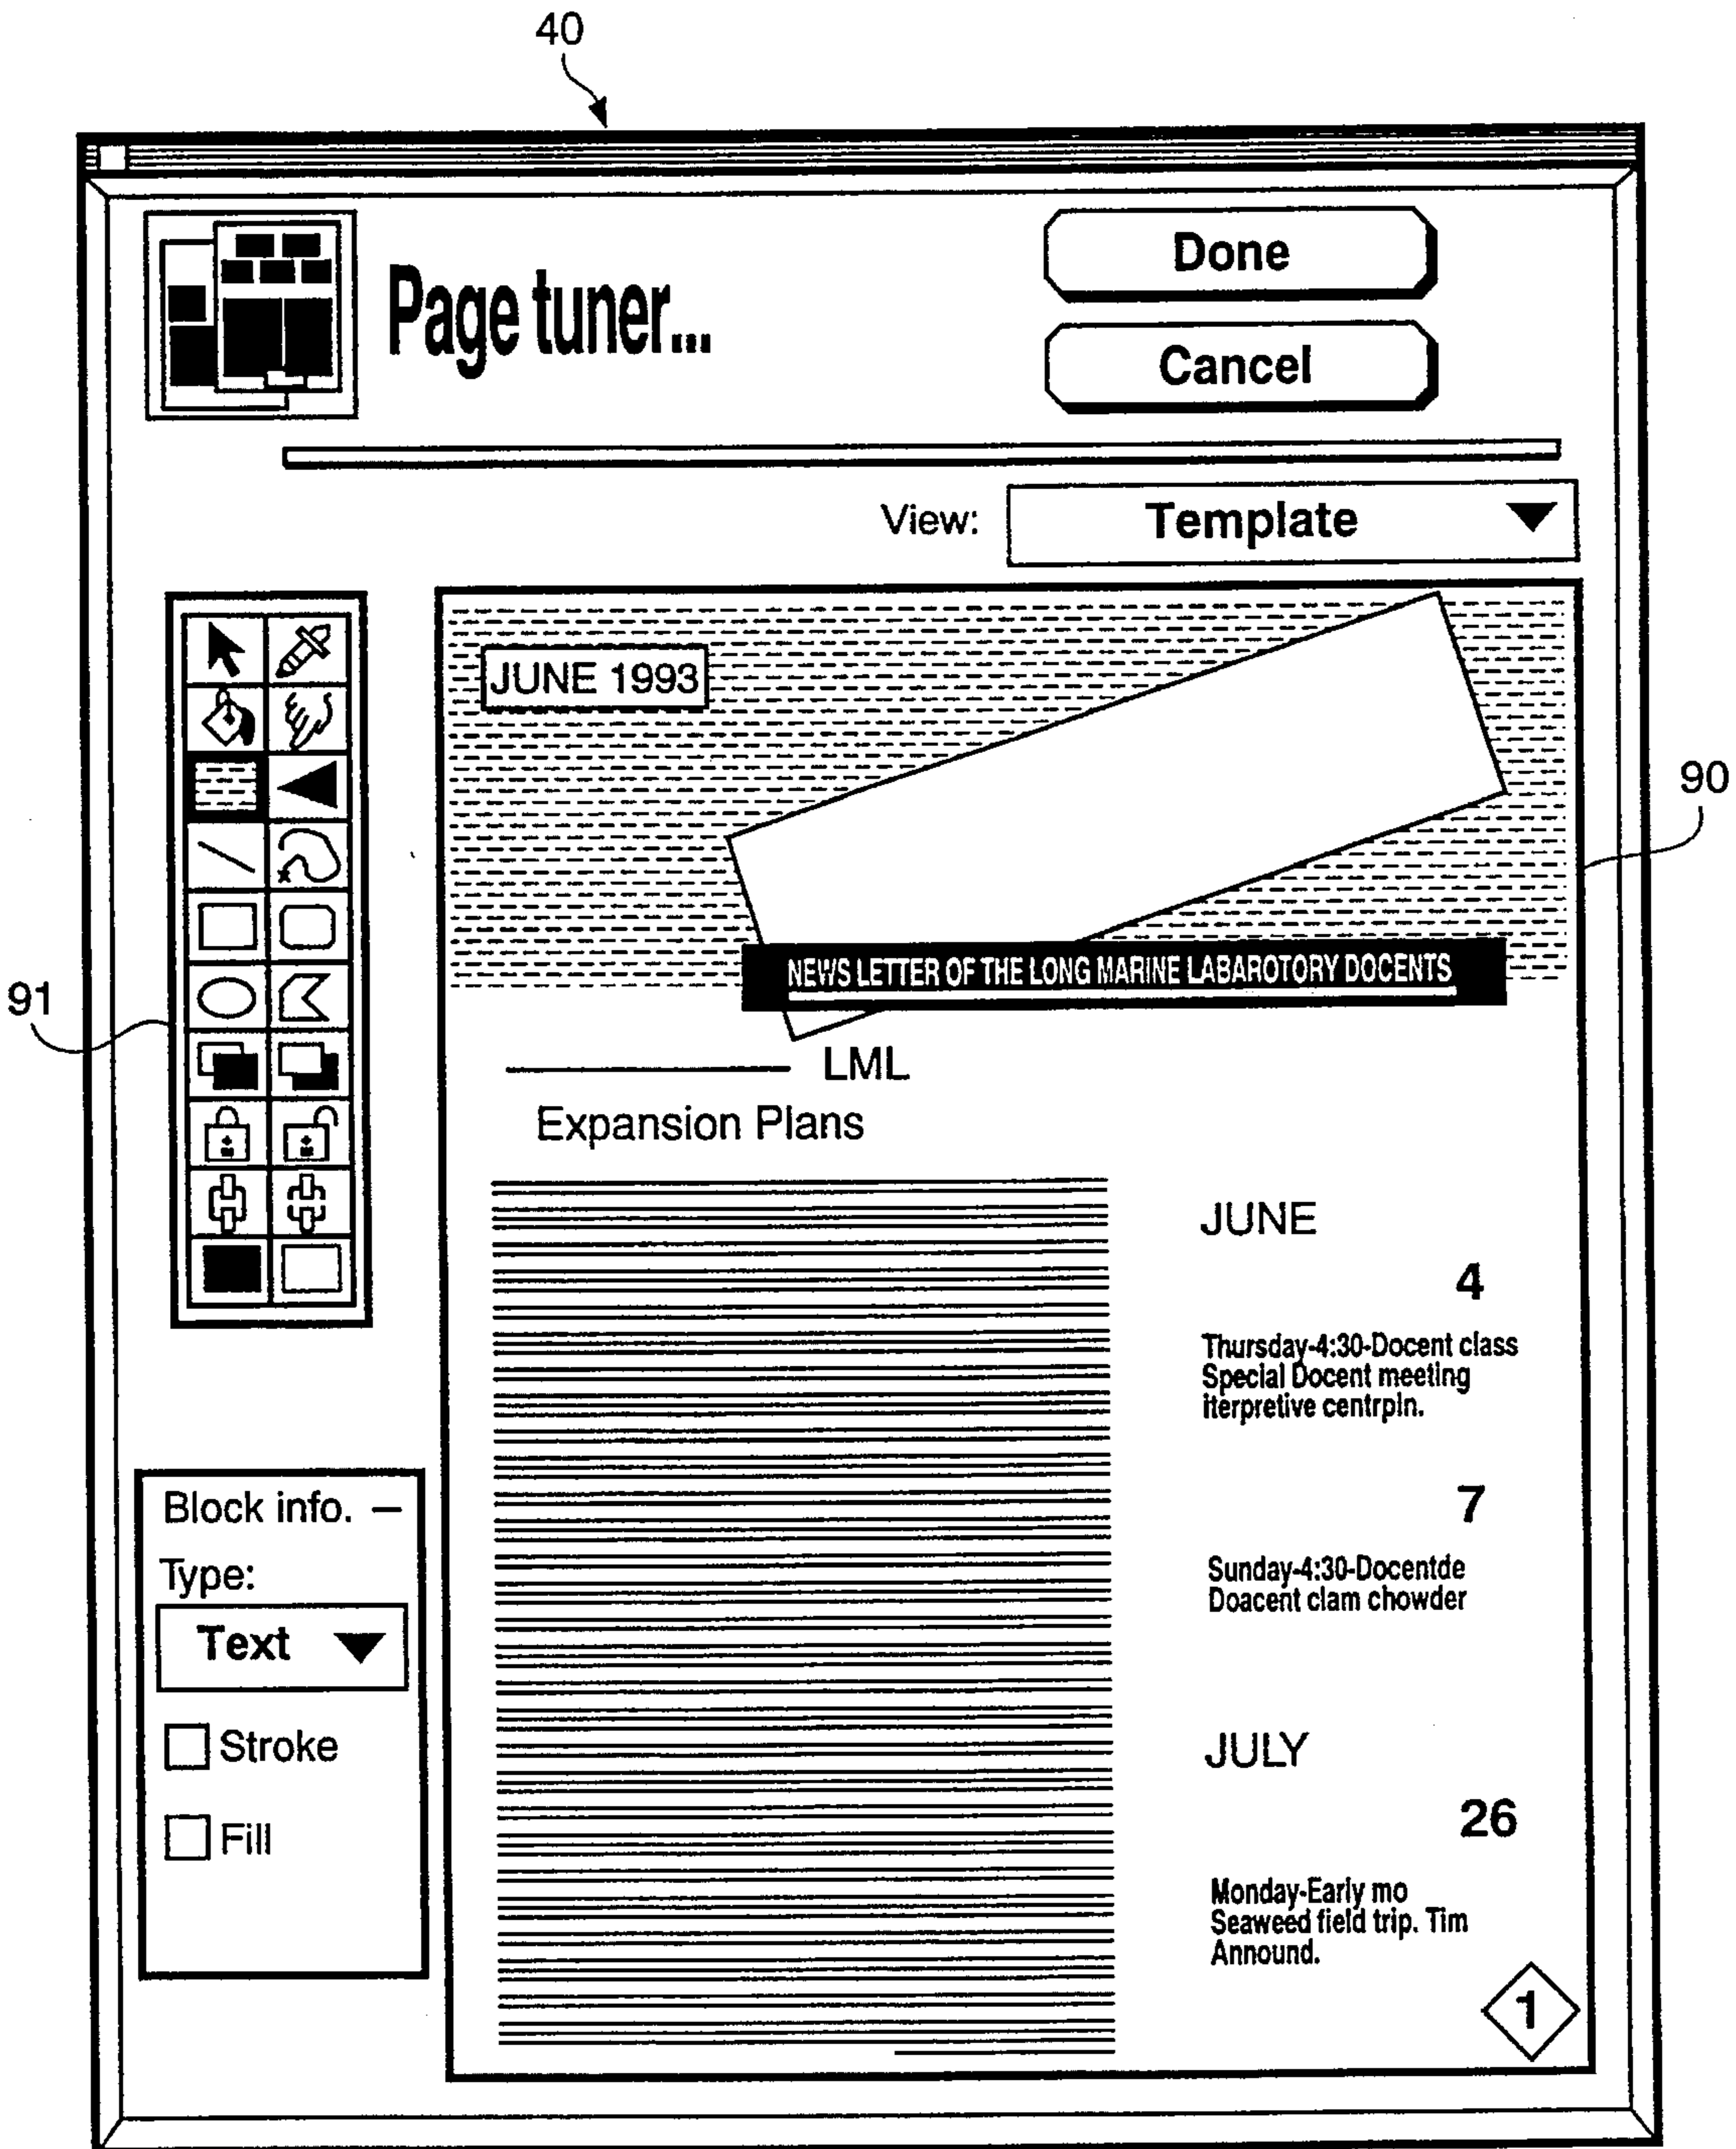 40
Page tuner...
Done
Cancel
View: Template
JUNE 1993
90
NEWS LETTER OF THE LONG MARINE LABAROTORY DOCENTS
91
LML
Expansion Plans
JUNE
4
Thursday-4:30-Docent class
Special Docent meeting
iterpretive centrpin.
7
Sunday-4:30-Docentde
Doacent clam chowder
JULY
26
Monday-Early mo
Seaweed field trip. Tim
Annound.
1
Block info. –
Type:
Text
Stroke
Fill